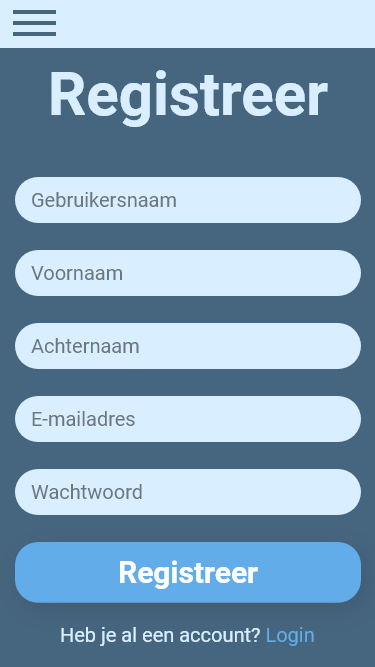 Registreer
Gebruikersnaam
Voornaam
Achternaam
E-mailadres
Wachtwoord
Registreer
Heb je al een account? Login